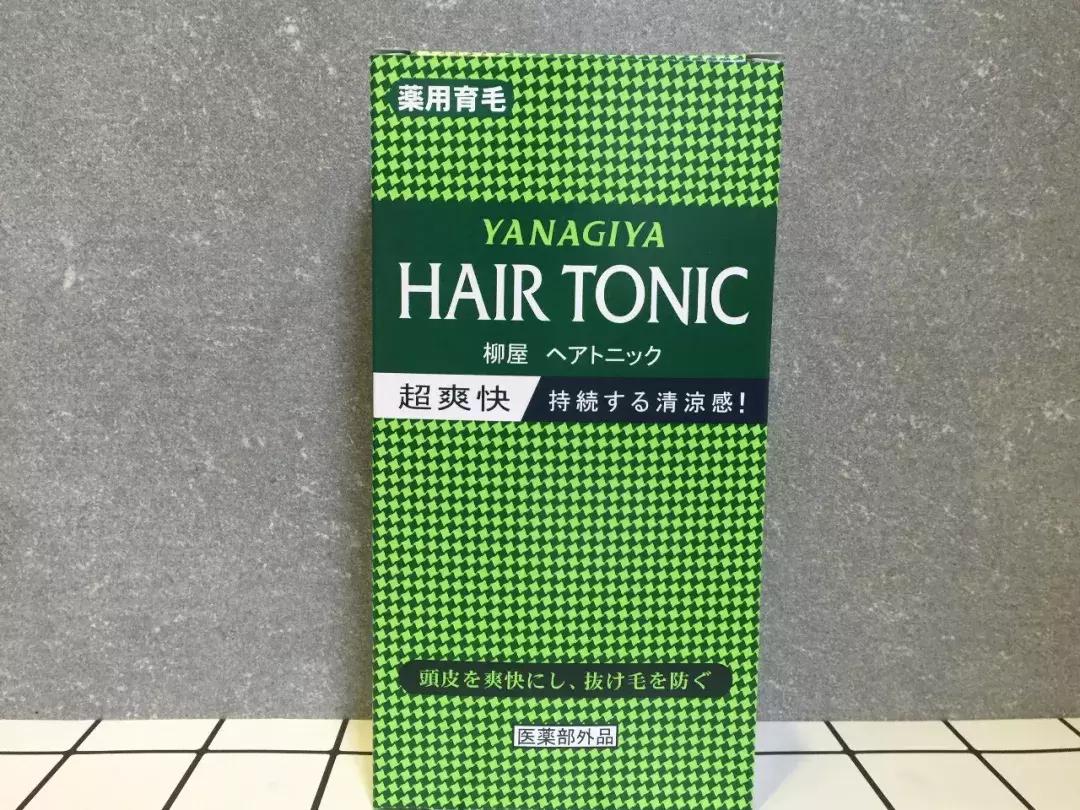 薬用育毛
YANAGIYA
HAIR TONIC
柳屋 ヘアトニック
超爽快 持続する清涼感!
頭皮を爽快にし、抜け毛を防ぐ
医薬部外品